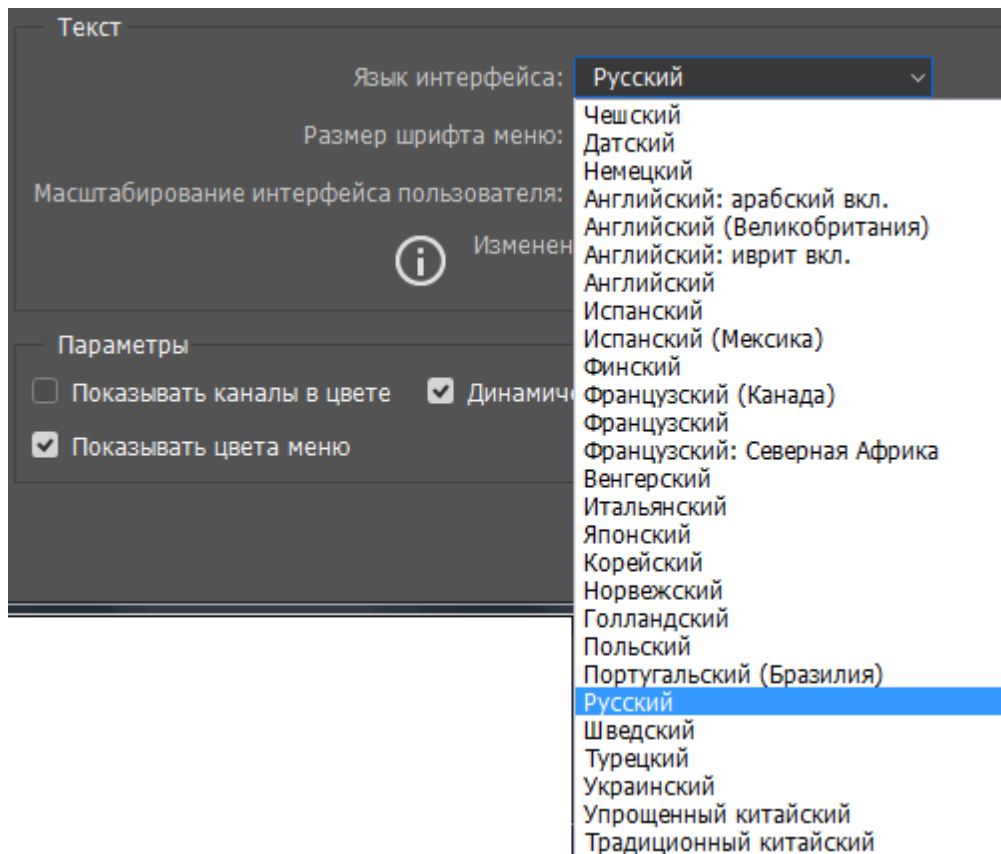 Текст
Язык интерфейса: Русский
Размер шрифта меню:
Масштабирование интерфейса пользователя:
Параметры
Показывать каналы в цвете
Показывать цвета меню
Чешский
Датский
Немецкий
Английский: арабский вкл.
Английский (Великобритания)
Английский: иврит вкл.
Английский
Испанский
Испанский (Мексика)
Финский
Французский (Канада)
Французский
Французский: Северная Африка
Венгерский
Итальянский
Японский
Корейский
Норвежский
Голландский
Польский
Португальский (Бразилия)
Русский
Шведский
Турецкий
Украинский
Упрощенный китайский
Традиционный китайский